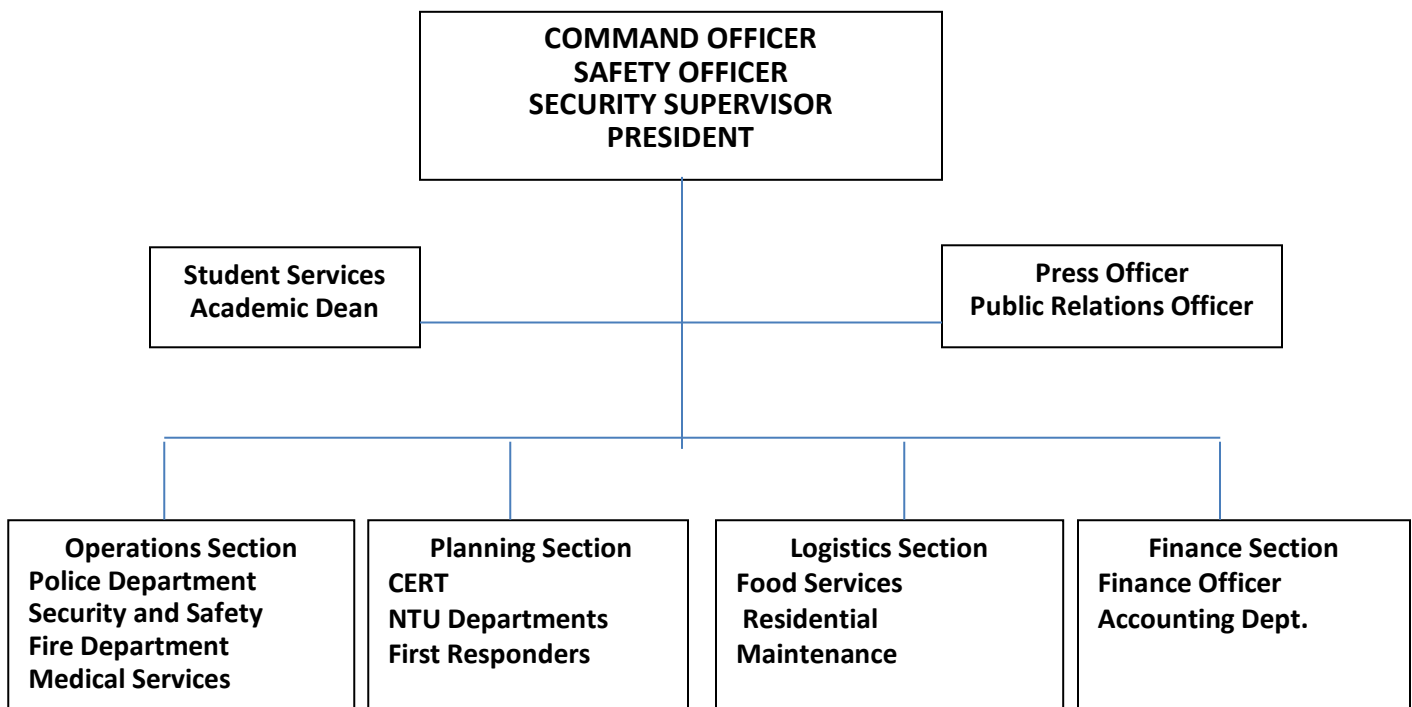 COMMAND OFFICER
SAFETY OFFICER
SECURITY SUPERVISOR
PRESIDENT
Student Services
Academic Dean
Press Officer
Public Relations Officer
Operations Section
Police Department
Security and Safety
Fire Department
Medical Services
Planning Section
CERT
NTU Departments
First Responders
Logistics Section
Food Services
Residential
Maintenance
Finance Section
Finance Officer
Accounting Dept.